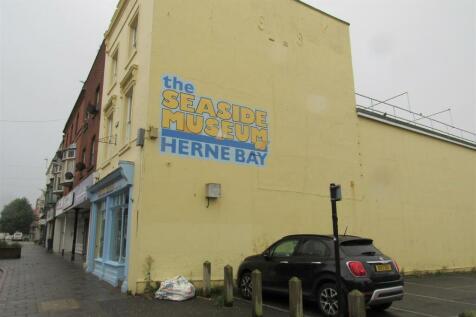 the
SEASIDE
MUSEUM
HERNE BAY